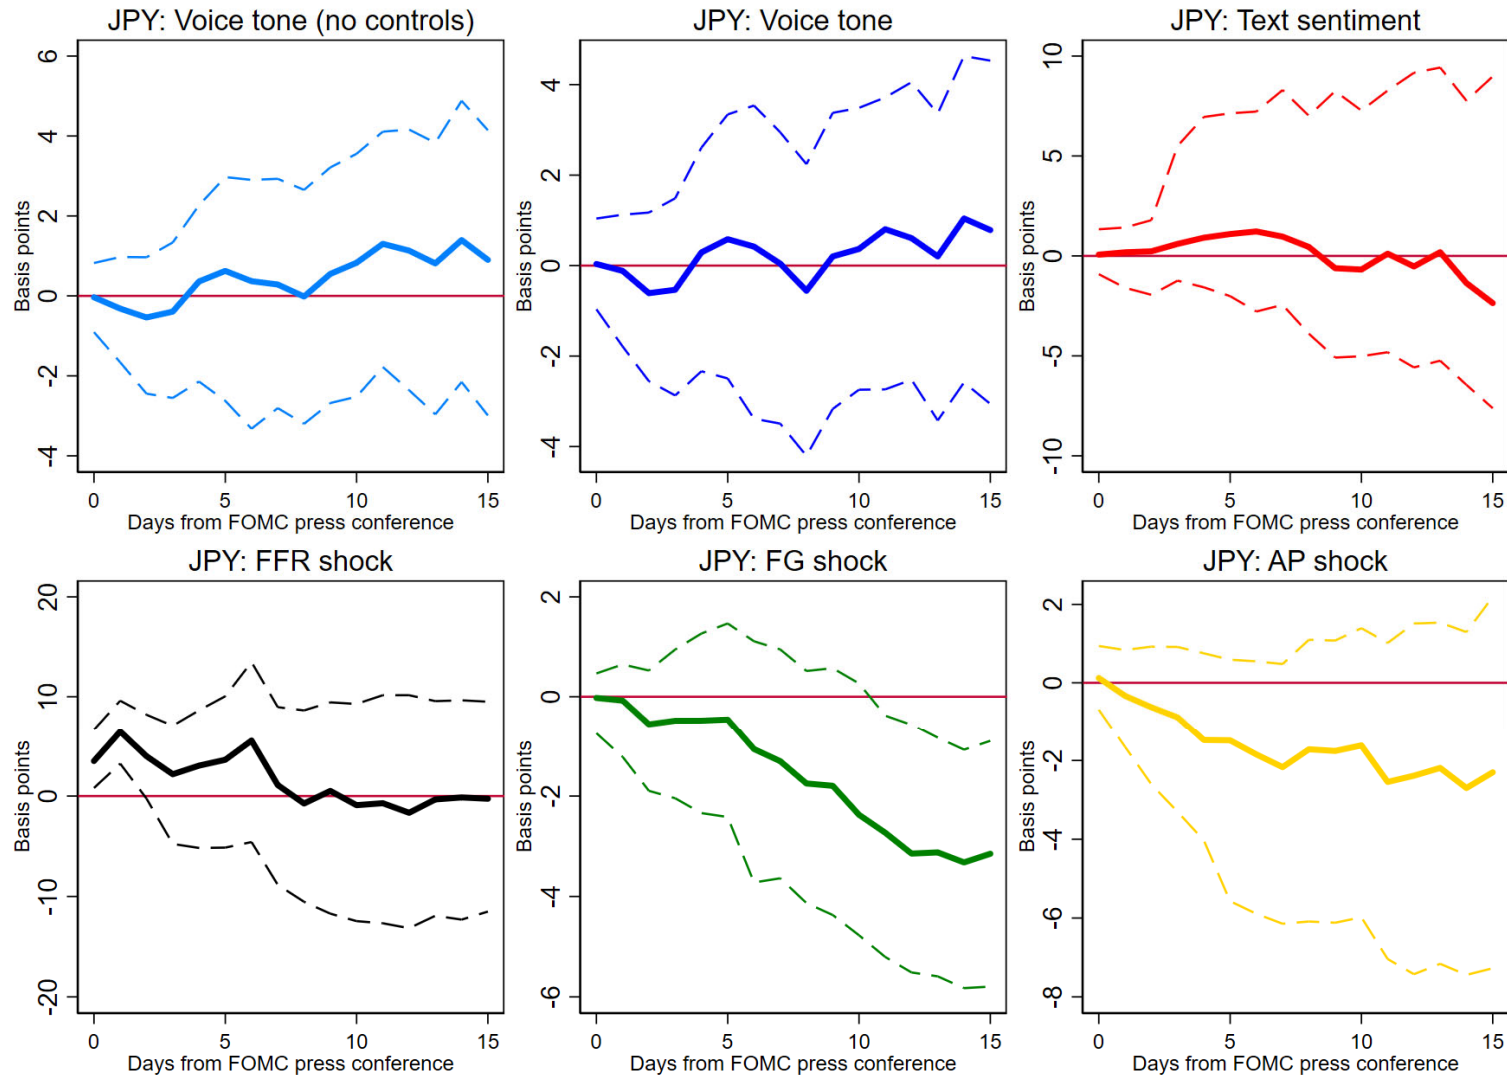 JPY: Voice tone (no controls)
Basis points
6
4
2
0
-2
-4
0 5 10 15
Days from FOMC press conference
JPY: Voice tone
Basis points
4
2
0
-2
-4
0 5 10 15
Days from FOMC press conference
JPY: Text sentiment
Basis points
10
5
0
-5
-10
0 5 10 15
Days from FOMC press conference
JPY: FFR shock
Basis points
20
10
0
-10
-20
0 5 10 15
Days from FOMC press conference
JPY: FG shock
Basis points
2
0
-2
-4
-6
0 5 10 15
Days from FOMC press conference
JPY: AP shock
Basis points
2
0
-2
-4
-6
-8
0 5 10 15
Days from FOMC press conference